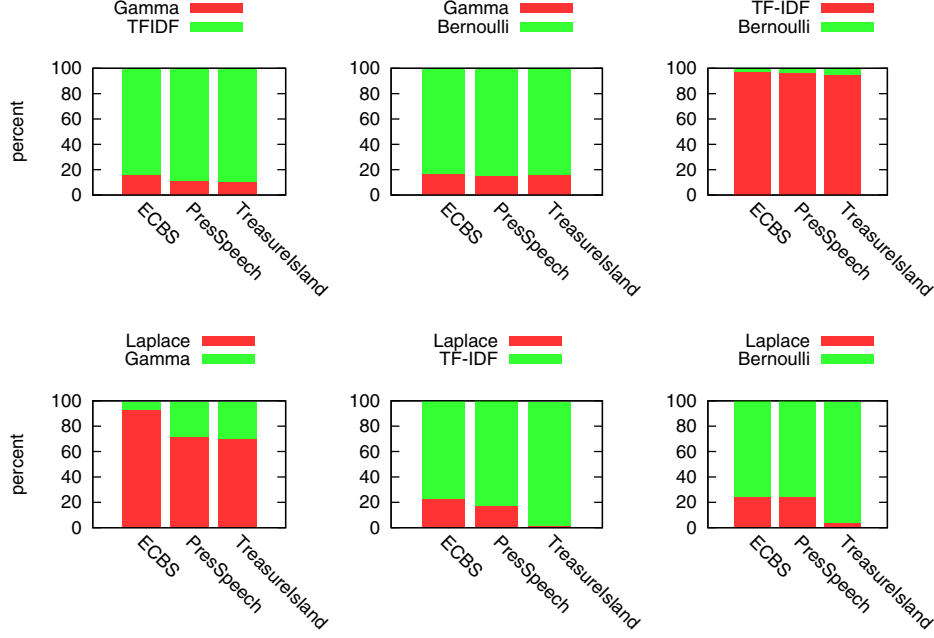 Gamma
TFIDF
Gamma
Bernoulli
TF-IDF
Bernoulli
percent
100
80
60
40
20
0
ECBS
PresSpeech
TreasureIsland
100
80
60
40
20
0
ECBS
PresSpeech
TreasureIsland
100
80
60
40
20
0
ECBS
PresSpeech
TreasureIsland
Laplace
Gamma
Laplace
TF-IDF
Laplace
Bernoulli
percent
100
80
60
40
20
0
ECBS
PresSpeech
TreasureIsland
100
80
60
40
20
0
ECBS
PresSpeech
TreasureIsland
100
80
60
40
20
0
ECBS
PresSpeech
TreasureIsland